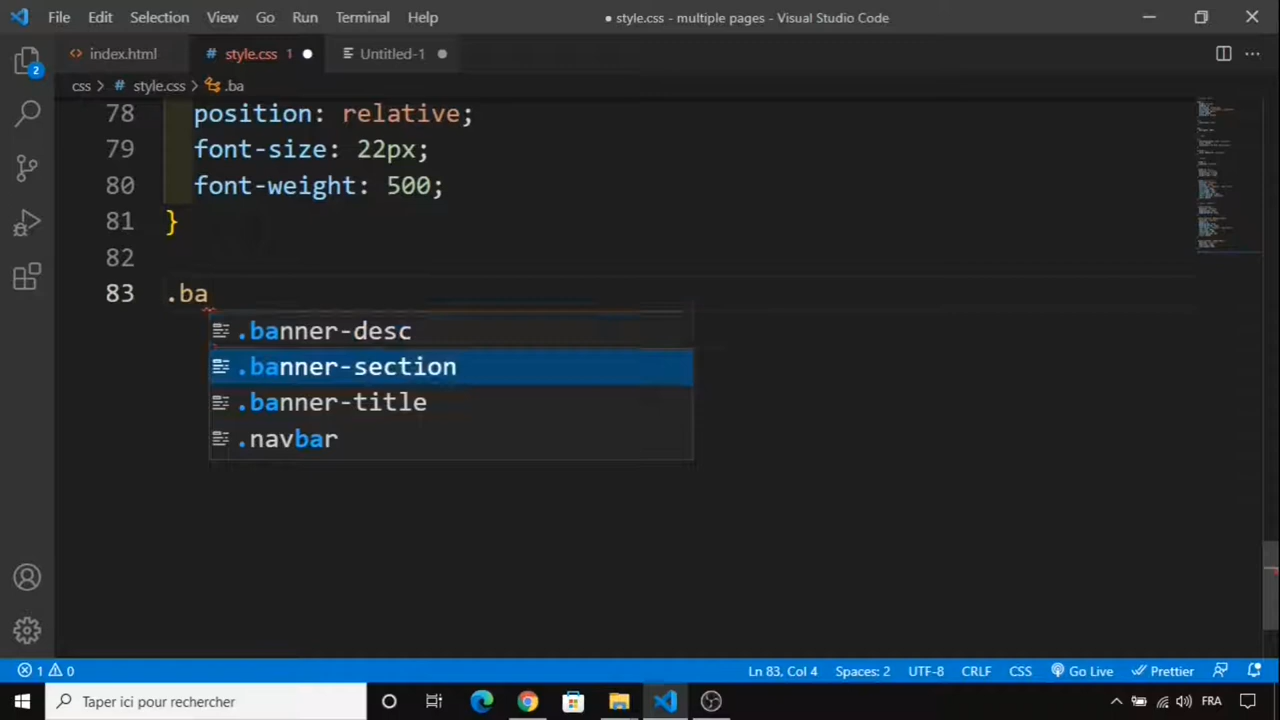 File Edit Selection View Go Run Terminal Help ● style.css - multiple pages - Visual Studio Code
<> index.html # style.css 1 ● Untitled-1 ●
css > # style.css > .ba
2
78 position: relative;
79 font-size: 22px;
80 font-weight: 500;
81 }
82
83 .ba
.banner-desc
.banner-section
.banner-title
.navbar
1 0 Ln 83, Col 4 Spaces: 2 UTF-8 CRLF CSS Go Live Prettier
Taper ici pour rechercher FRA